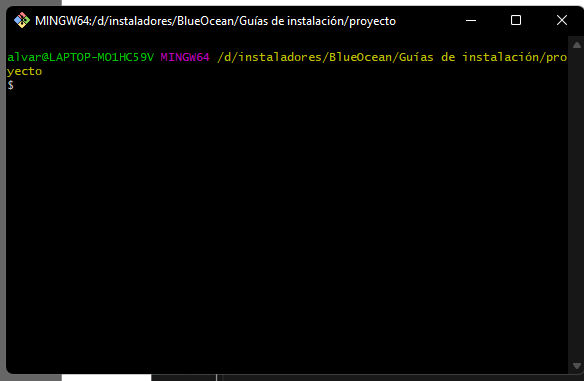 MINGW64:/d/instaladores/BlueOcean/Guías de instalación/proyecto
alvar@LAPTOP-MO1HC59V MINGW64 /d/instaladores/BlueOcean/Guías de instalación/pro
yecto
$